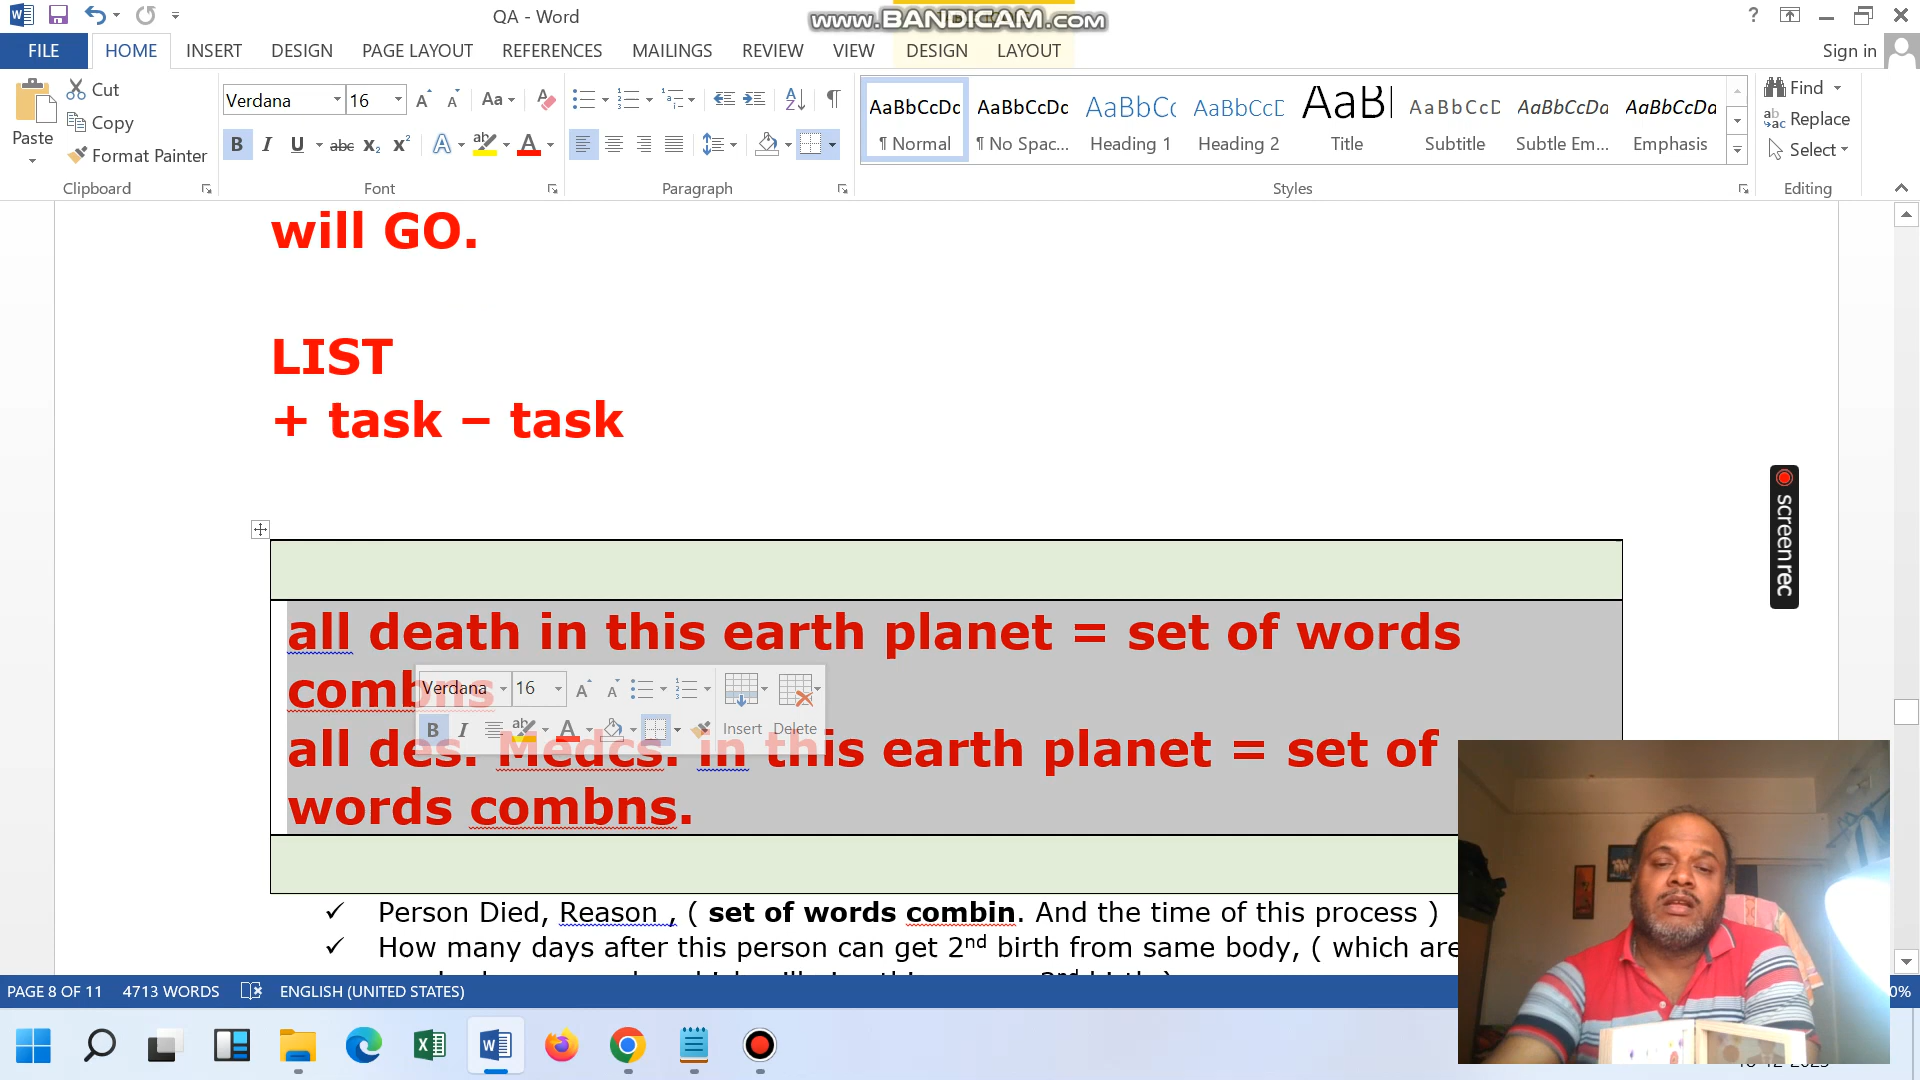 QA - Word
www.BANDICAM.com
FILE HOME INSERT DESIGN PAGE LAYOUT REFERENCES MAILINGS REVIEW VIEW DESIGN LAYOUT Sign in
Paste
Cut
Copy
Format Painter
Clipboard
Verdana 16
Font
Paragraph
AaBbCcDc AaBbCcDc AaBbCc AaBbCcD AaBl AaBbCcD AaBbCcDa AaBbCcDa
¶ Normal ¶ No Spac... Heading 1 Heading 2 Title Subtitle Subtle Em... Emphasis
Styles
Find
Replace
Select
Editing
will GO.
LIST
+ task – task
all death in this earth planet = set of words
combns
Verdana 16
Insert Delete
all des. Medcs. in this earth planet = set of
words combns.
✓ Person Died, Reason , ( set of words combin. And the time of this process )
✓ How many days after this person can get 2nd birth from same body, ( which are
screenrec
PAGE 8 OF 11 4713 WORDS ENGLISH (UNITED STATES)